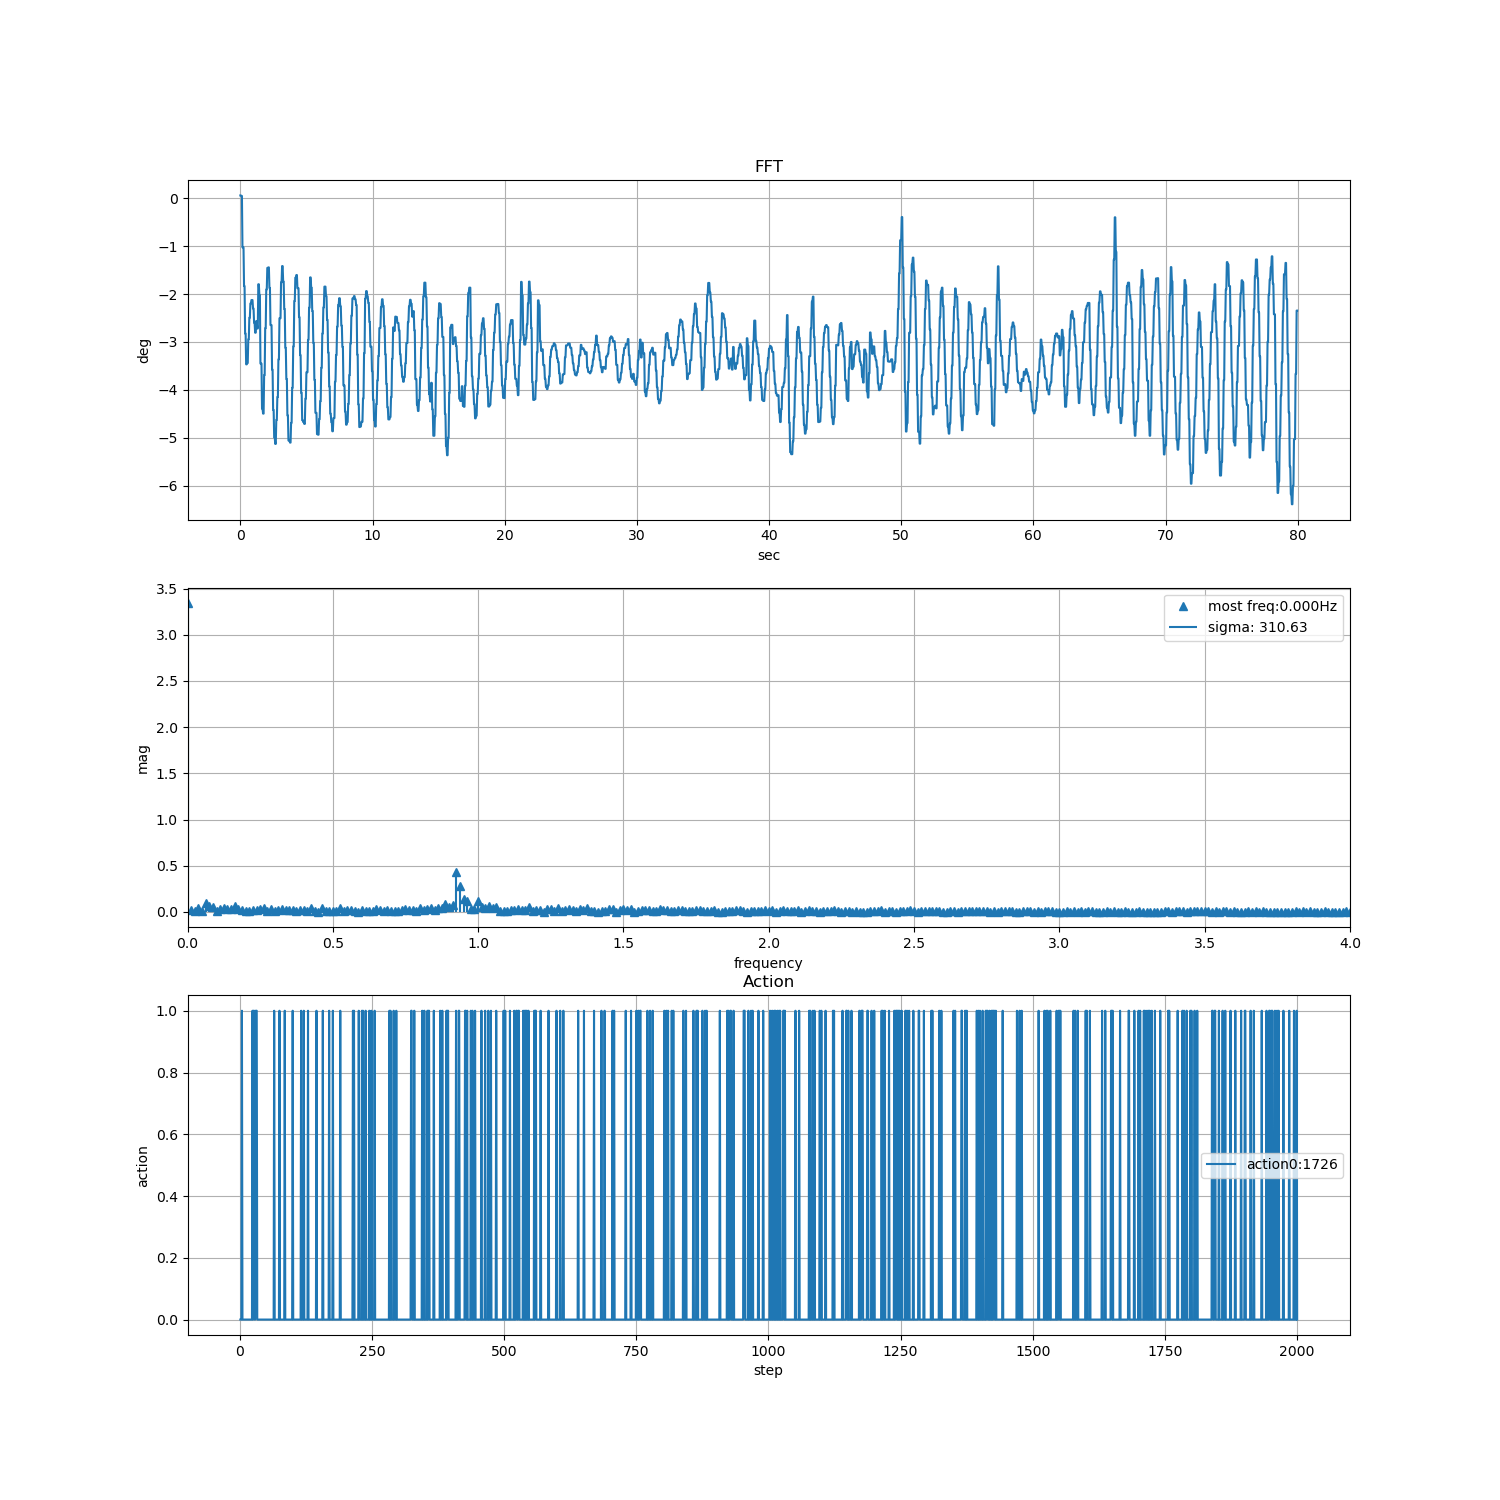 FFT
0
−1
−2
−3
−4
−5
−6
deg
0 10 20 30 40 50 60 70 80
sec
3.5
3.0
2.5
2.0
1.5
1.0
0.5
0.0
mag
most freq:0.000Hz
sigma: 310.63
0.0 0.5 1.0 1.5 2.0 2.5 3.0 3.5 4.0
frequency
Action
1.0
0.8
0.6
0.4
0.2
0.0
action
action0:1726
0 250 500 750 1000 1250 1500 1750 2000
step